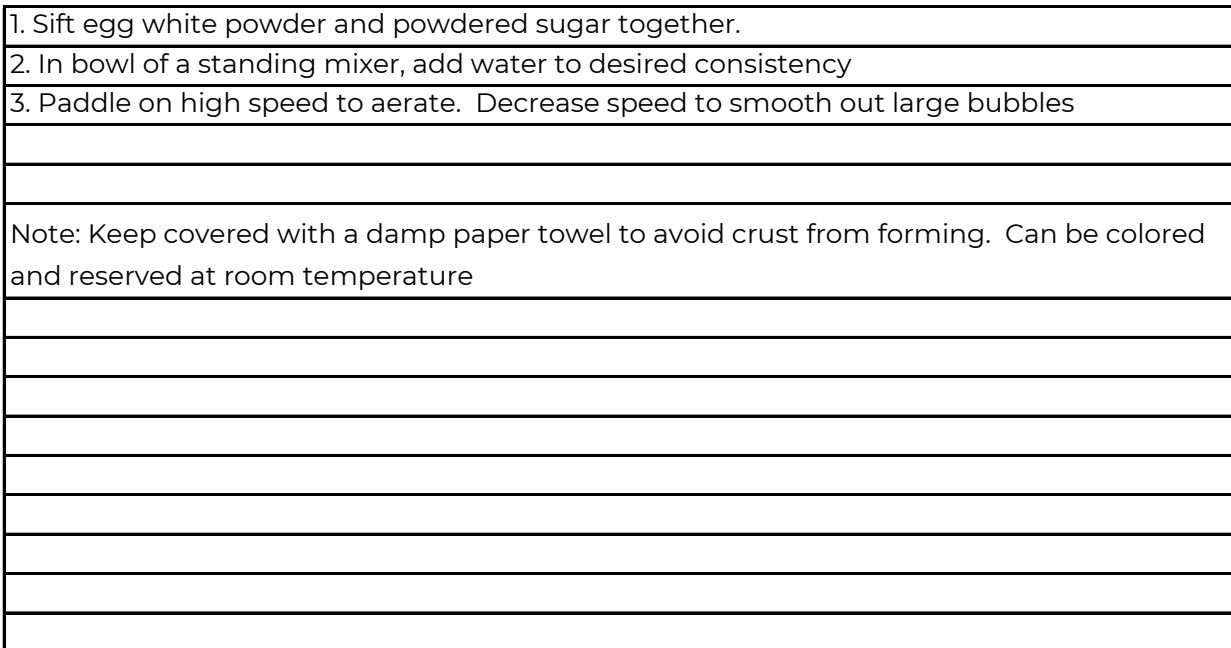 1. Sift egg white powder and powdered sugar together.
2. In bowl of a standing mixer, add water to desired consistency
3. Paddle on high speed to aerate.  Decrease speed to smooth out large bubbles
Note: Keep covered with a damp paper towel to avoid crust from forming.  Can be colored
and reserved at room temperature